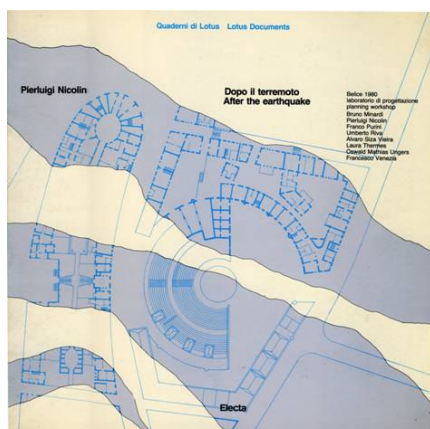 Quaderni di Lotus Lotus Documents
Pierluigi Nicolin
Dopo il terremoto
After the earthquake
Belice 1980
laboratorio di progettazione
planning workshop
Bruno Minardi
Pierluigi Nicolin
Franco Purini
Umberto Riva
Alvaro Siza Vieira
Laura Thermes
Oswald Mathias Ungers
Francesco Venezia
Electa